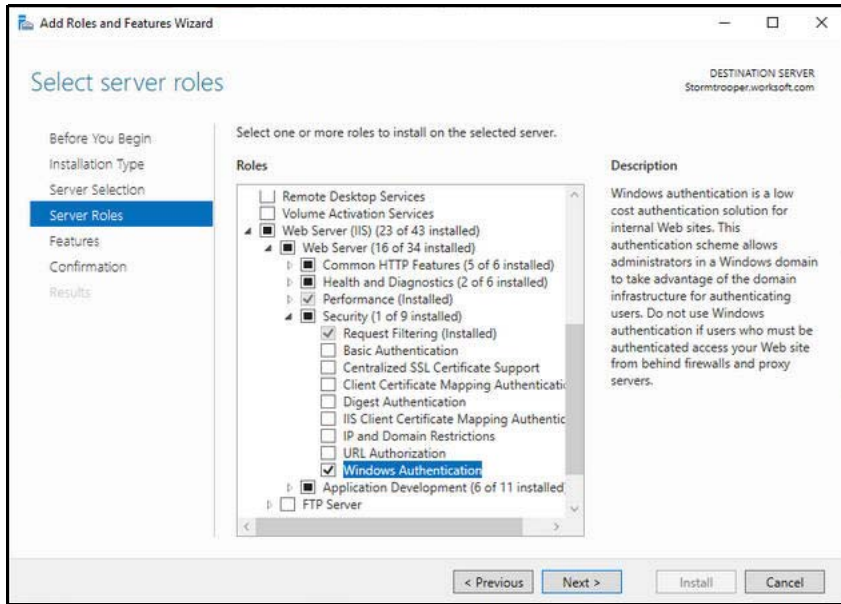 Add Roles and Features Wizard
Select server roles
DESTINATION SERVER
Stormtrooper.worksoft.com
Before You Begin
Installation Type
Server Selection
Server Roles
Features
Confirmation
Results
Select one or more roles to install on the selected server.
Roles
Remote Desktop Services
Volume Activation Services
Web Server (IIS) (23 of 43 installed)
Web Server (16 of 34 installed)
Common HTTP Features (5 of 6 installed)
Health and Diagnostics (2 of 6 installed)
Performance (Installed)
Security (1 of 9 installed)
Request Filtering (Installed)
Basic Authentication
Centralized SSL Certificate Support
Client Certificate Mapping Authenticati
Digest Authentication
IIS Client Certificate Mapping Authentic
IP and Domain Restrictions
URL Authorization
Windows Authentication
Application Development (6 of 11 installed
FTP Server
Description
Windows authentication is a low
cost authentication solution for
internal Web sites. This
authentication scheme allows
administrators in a Windows domain
to take advantage of the domain
infrastructure for authenticating
users. Do not use Windows
authentication if users who must be
authenticated access your Web site
from behind firewalls and proxy
servers.
< Previous
Next >
Install
Cancel